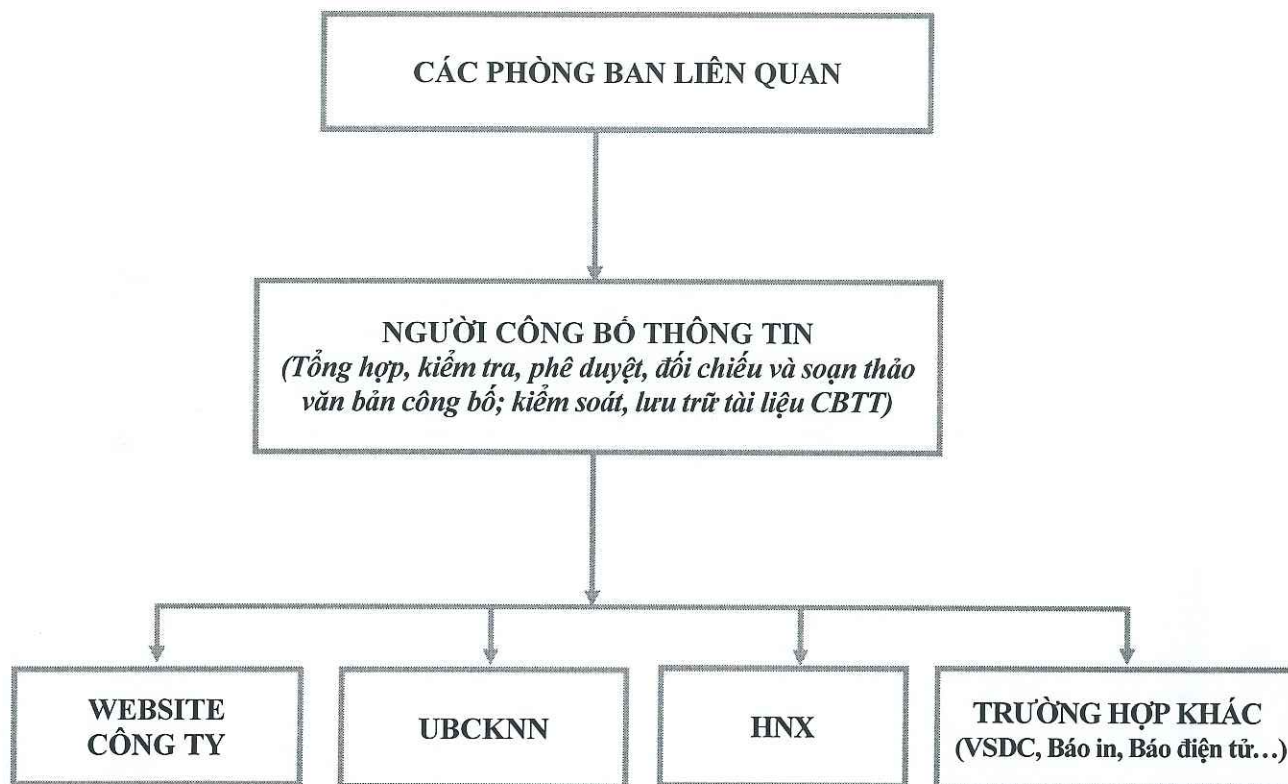 CÁC PHÒNG BAN LIÊN QUAN
NGƯỜI CÔNG BỐ THÔNG TIN
(Tổng hợp, kiểm tra, phê duyệt, đối chiếu và soạn thảo
văn bản công bố; kiểm soát, lưu trữ tài liệu CBTT)
WEBSITE
CÔNG TY
UBCKNN
HNX
TRƯỜNG HỢP KHÁC
(VSDC, Báo in, Báo điện tử…)